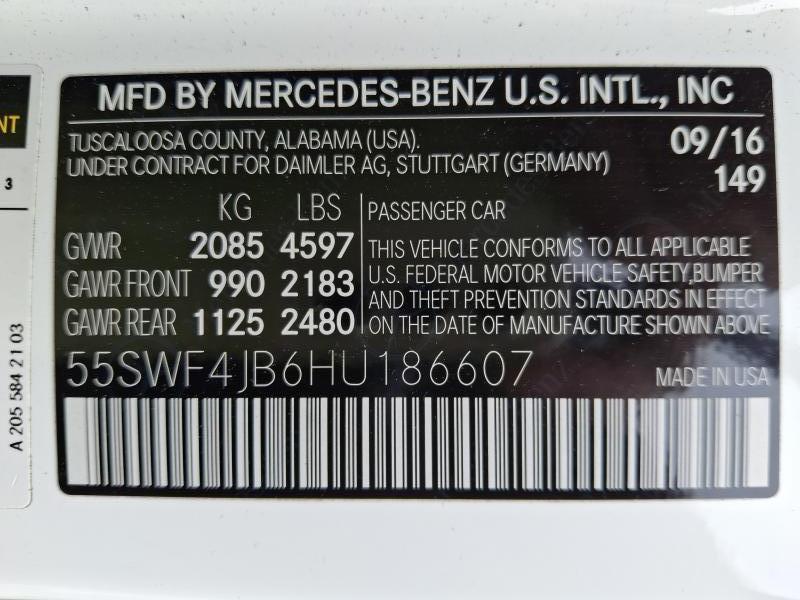 MFD BY MERCEDES-BENZ U.S. INTL., INC
TUSCALOOSA COUNTY, ALABAMA (USA).
UNDER CONTRACT FOR DAIMLER AG, STUTTGART (GERMANY)
09/16
149
KG LBS
GVWR 2085 4597
GAWR FRONT 990 2183
GAWR REAR 1125 2480
PASSENGER CAR
THIS VEHICLE CONFORMS TO ALL APPLICABLE
U.S. FEDERAL MOTOR VEHICLE SAFETY,BUMPER
AND THEFT PREVENTION STANDARDS IN EFFECT
ON THE DATE OF MANUFACTURE SHOWN ABOVE
55SWF4JB6HU186607
MADE IN USA
NT
3
A 205 584 21 03